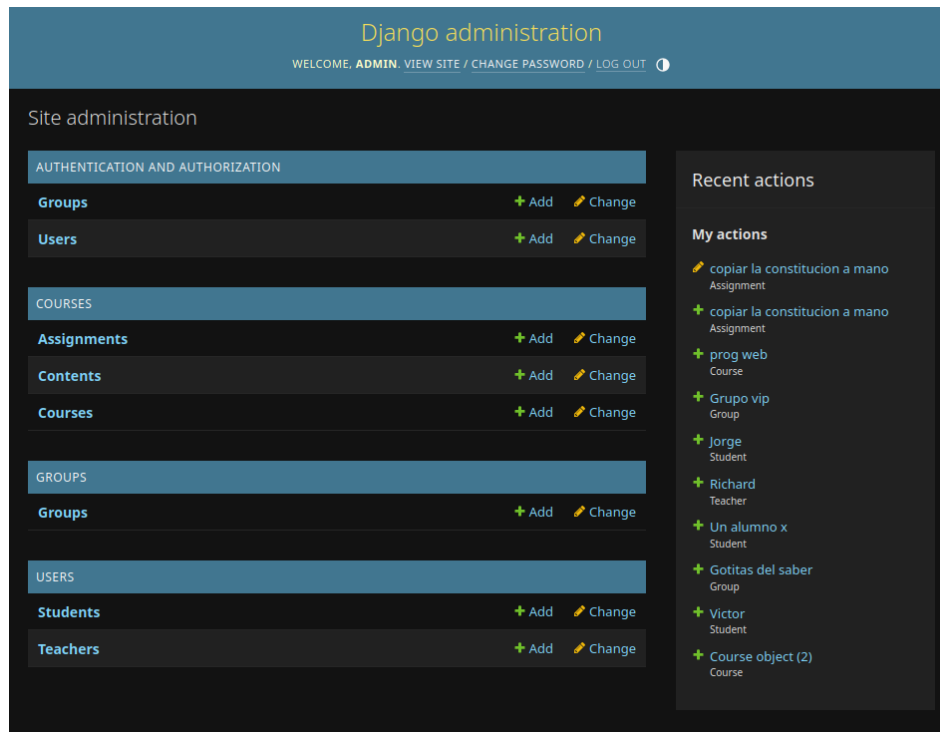 Django administration
WELCOME, ADMIN. VIEW SITE / CHANGE PASSWORD / LOG OUT
Site administration
AUTHENTICATION AND AUTHORIZATION
Groups Add Change
Users Add Change
COURSES
Assignments Add Change
Contents Add Change
Courses Add Change
GROUPS
Groups Add Change
USERS
Students Add Change
Teachers Add Change
Recent actions
My actions
copiar la constitucion a mano
Assignment
copiar la constitucion a mano
Assignment
prog web
Course
Grupo vip
Group
Jorge
Student
Richard
Teacher
Un alumno x
Student
Gotitas del saber
Group
Victor
Student
Course object (2)
Course